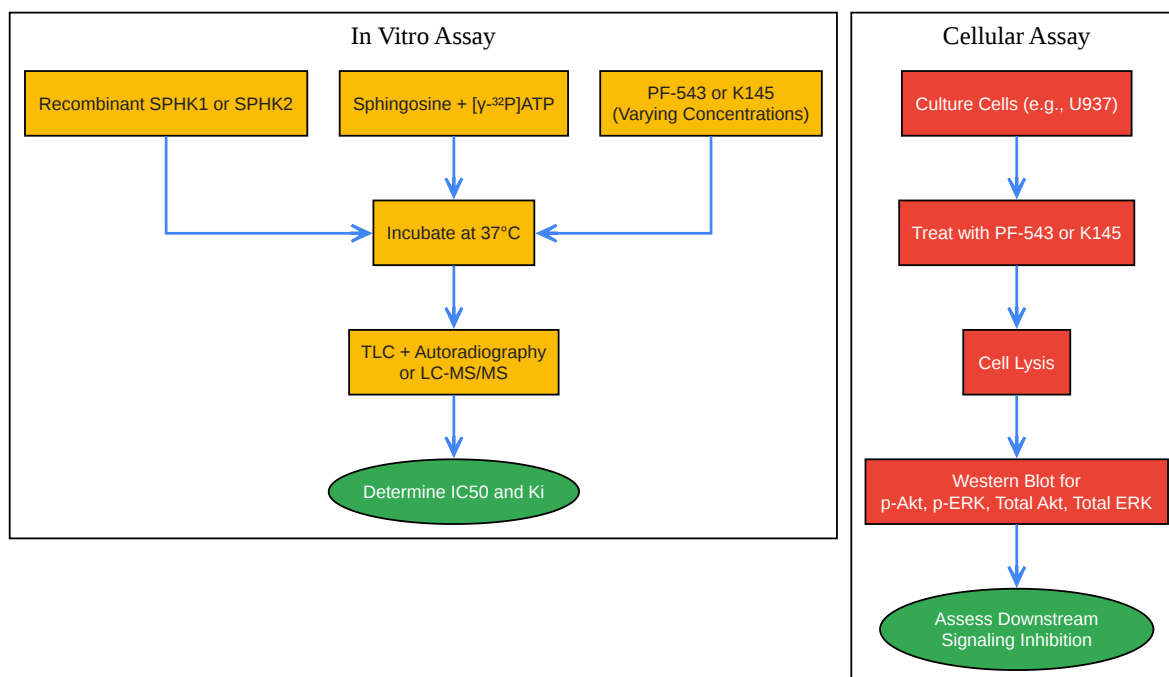 In Vitro Assay
Recombinant SPHK1 or SPHK2
Sphingosine + [γ-³²P]ATP
PF-543 or K145
(Varying Concentrations)
Incubate at 37°C
TLC + Autoradiography
or LC-MS/MS
Determine IC50 and Ki
Cellular Assay
Culture Cells (e.g., U937)
Treat with PF-543 or K145
Cell Lysis
Western Blot for
p-Akt, p-ERK, Total Akt, Total ERK
Assess Downstream
Signaling Inhibition